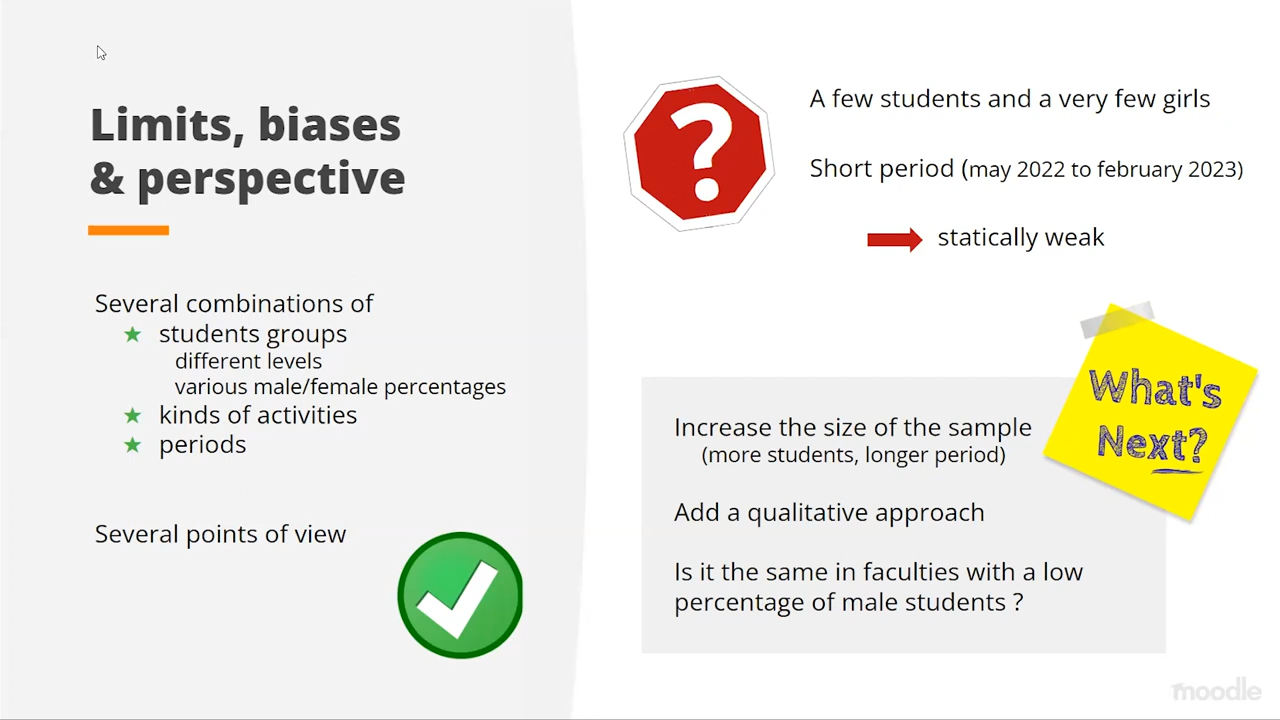 Limits, biases
& perspective
Several combinations of
students groups
different levels
various male/female percentages
kinds of activities
periods
Several points of view
?
A few students and a very few girls
Short period (may 2022 to february 2023)
statically weak
What's
Next?
Increase the size of the sample
(more students, longer period)
Add a qualitative approach
Is it the same in faculties with a low
percentage of male students ?
moodle